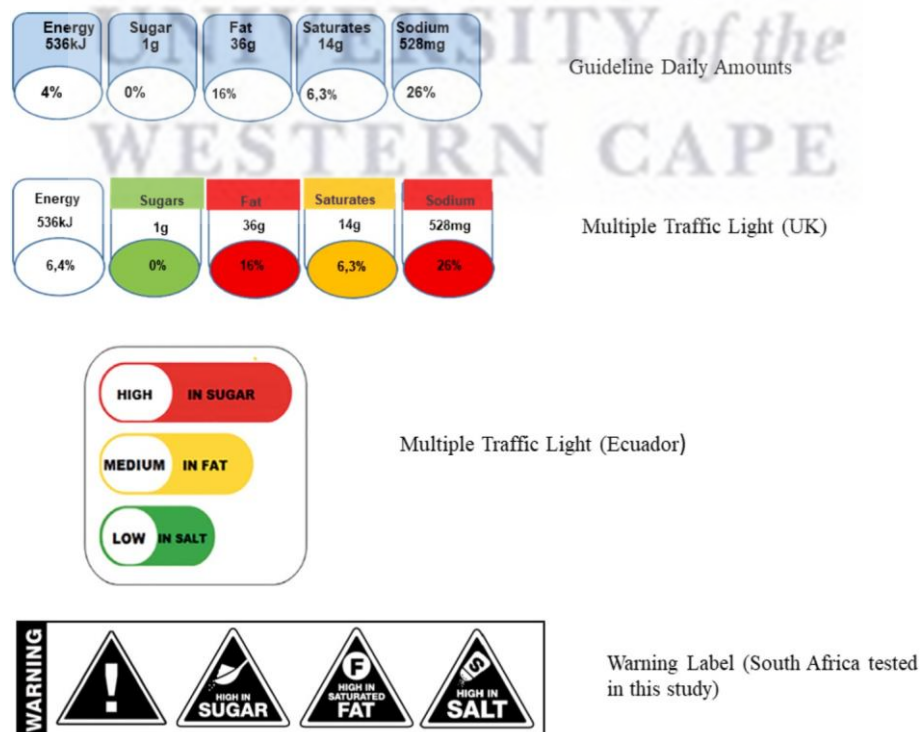 UNIVERSITY of the
WESTERN CAPE
Energy Sugar Fat Saturates Sodium
536kJ 1g 36g 14g 528mg
4% 0% 16% 6,3% 26%
Guideline Daily Amounts
Energy Sugars Fat Saturates Sodium
536kJ 1g 36g 14g 528mg
6,4% 0% 16% 6,3% 26%
Multiple Traffic Light (UK)
HIGH IN SUGAR
MEDIUM IN FAT
LOW IN SALT
Multiple Traffic Light (Ecuador)
WARNING
!
HIGH IN
SUGAR
F
HIGH IN
SATURATED
FAT
S
HIGH IN
SALT
Warning Label (South Africa tested
in this study)